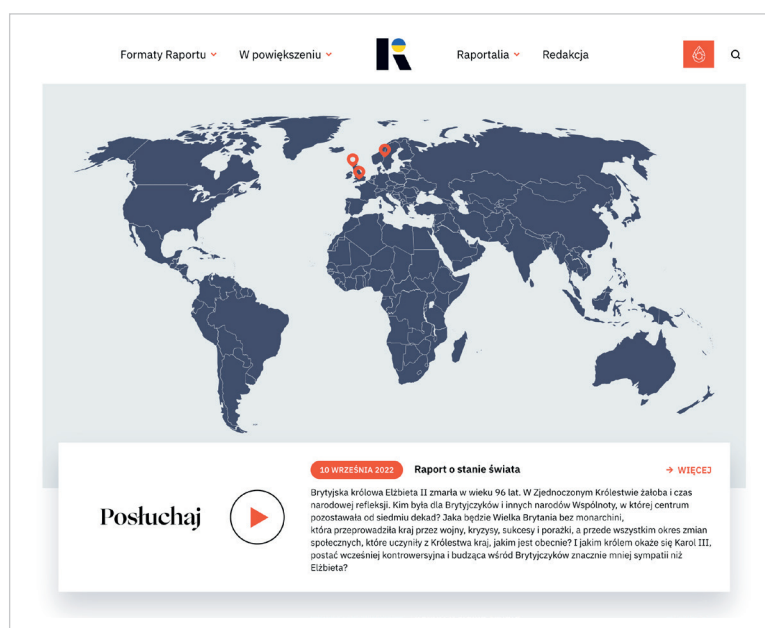 Formaty Raportu W powiększeniu R Raportalia Redakcja
Posłuchaj
10 WRZEŚNIA 2022 Raport o stanie świata → WIĘCEJ
Brytyjska królowa Elżbieta II zmarła w wieku 96 lat. W Zjednoczonym Królestwie żałoba i czas
narodowej refleksji. Kim była dla Brytyjczyków i innych narodów Wspólnoty, w której centrum
pozostawała od siedmiu dekad? Jaka będzie Wielka Brytania bez monarchini,
która przeprowadziła kraj przez wojny, kryzysy, sukcesy i porażki, a przede wszystkim okres zmian
społecznych, które uczyniły z Królestwa kraj, jakim jest obecnie? I jakim królem okaże się Karol III,
postać wcześniej kontrowersyjna i budząca wśród Brytyjczyków znacznie mniej sympatii niż
Elżbieta?